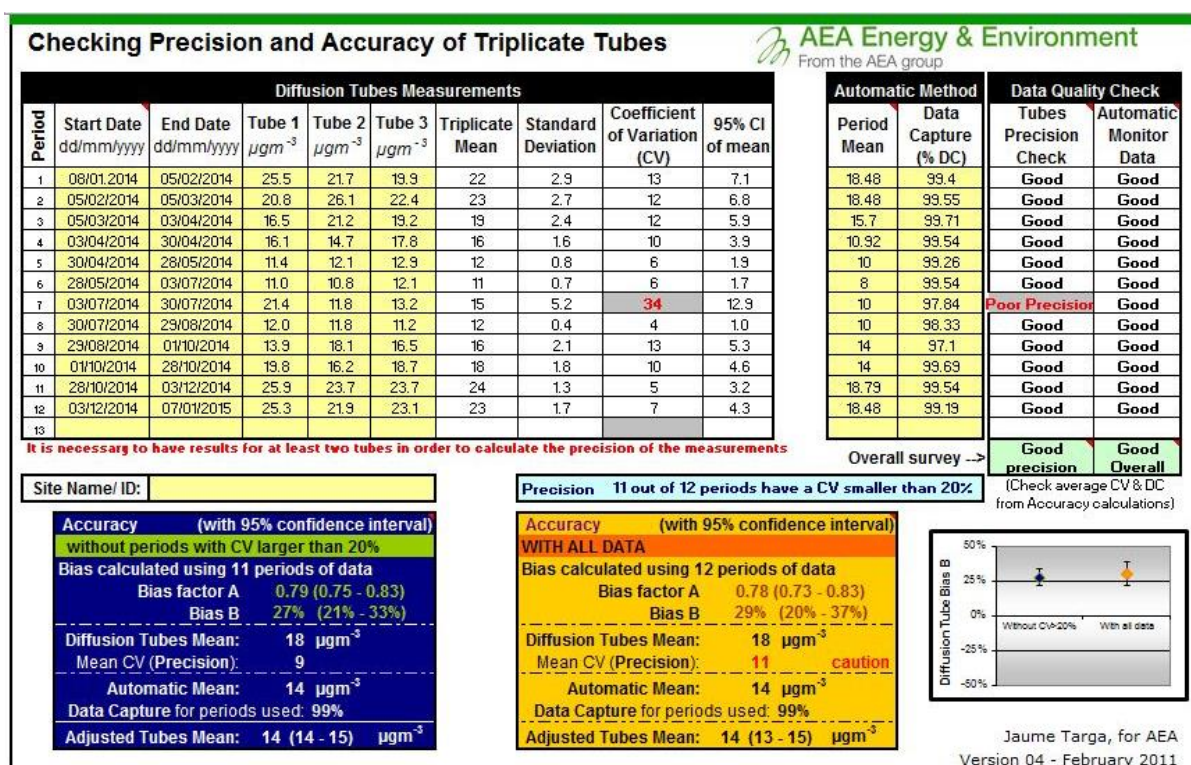 Checking Precision and Accuracy of Triplicate Tubes
AEA Energy & Environment
From the AEA group
Diffusion Tubes Measurements
Automatic Method
Data Quality Check
Period
Start Date dd/mm/yyyy
End Date dd/mm/yyyy
Tube 1 µgm⁻³
Tube 2 µgm⁻³
Tube 3 µgm⁻³
Triplicate Mean
Standard Deviation
Coefficient of Variation (CV)
95% CI of mean
Period Mean
Data Capture (% DC)
Tubes Precision Check
Automatic Monitor Data
1 08/01.2014 05/02/2014 25.5 21.7 19.9 22 2.9 13 7.1 18.48 99.4 Good Good
2 05/02/2014 05/03/2014 20.8 26.1 22.4 23 2.7 12 6.8 18.48 99.55 Good Good
3 05/03/2014 03/04/2014 16.5 21.2 19.2 19 2.4 12 5.9 15.7 99.71 Good Good
4 03/04/2014 30/04/2014 16.1 14.7 17.8 16 1.6 10 3.9 10.92 99.54 Good Good
5 30/04/2014 28/05/2014 11.4 12.1 12.9 12 0.8 6 1.9 10 99.26 Good Good
6 28/05/2014 03/07/2014 11.0 10.8 12.1 11 0.7 6 1.7 8 99.54 Good Good
7 03/07/2014 30/07/2014 21.4 11.8 13.2 15 5.2 34 12.9 10 97.84 Poor Precision Good
8 30/07/2014 29/08/2014 12.0 11.8 11.2 12 0.4 4 1.0 10 98.33 Good Good
9 29/08/2014 01/10/2014 13.9 18.1 16.5 16 2.1 13 5.3 14 97.1 Good Good
10 01/10/2014 28/10/2014 19.8 16.2 18.7 18 1.8 10 4.6 14 99.69 Good Good
11 28/10/2014 03/12/2014 25.9 23.7 23.7 24 1.3 5 3.2 18.79 99.54 Good Good
12 03/12/2014 07/01/2015 25.3 21.9 23.1 23 1.7 7 4.3 18.48 99.19 Good Good
13
It is necessary to have results for at least two tubes in order to calculate the precision of the measurements
Overall survey -->
Good precision
Good Overall
Site Name/ ID:
Precision 11 out of 12 periods have a CV smaller than 20%
(Check average CV & DC
from Accuracy calculations)
Accuracy (with 95% confidence interval)
without periods with CV larger than 20%
Bias calculated using 11 periods of data
Bias factor A 0.79 (0.75 - 0.83)
Bias B 27% (21% - 33%)
Diffusion Tubes Mean: 18 µgm⁻³
Mean CV (Precision): 9
Automatic Mean: 14 µgm⁻³
Data Capture for periods used: 99%
Adjusted Tubes Mean: 14 (14 - 15) µgm⁻³
Accuracy (with 95% confidence interval)
WITH ALL DATA
Bias calculated using 12 periods of data
Bias factor A 0.78 (0.73 - 0.83)
Bias B 29% (20% - 37%)
Diffusion Tubes Mean: 18 µgm⁻³
Mean CV (Precision): 11 caution
Automatic Mean: 14 µgm⁻³
Data Capture for periods used: 99%
Adjusted Tubes Mean: 14 (13 - 15) µgm⁻³
Diffusion Tube Bias B
50%
25%
0%
-25%
-50%
Without CV>20%
With all data
Jaume Targa, for AEA
Version 04 - February 2011